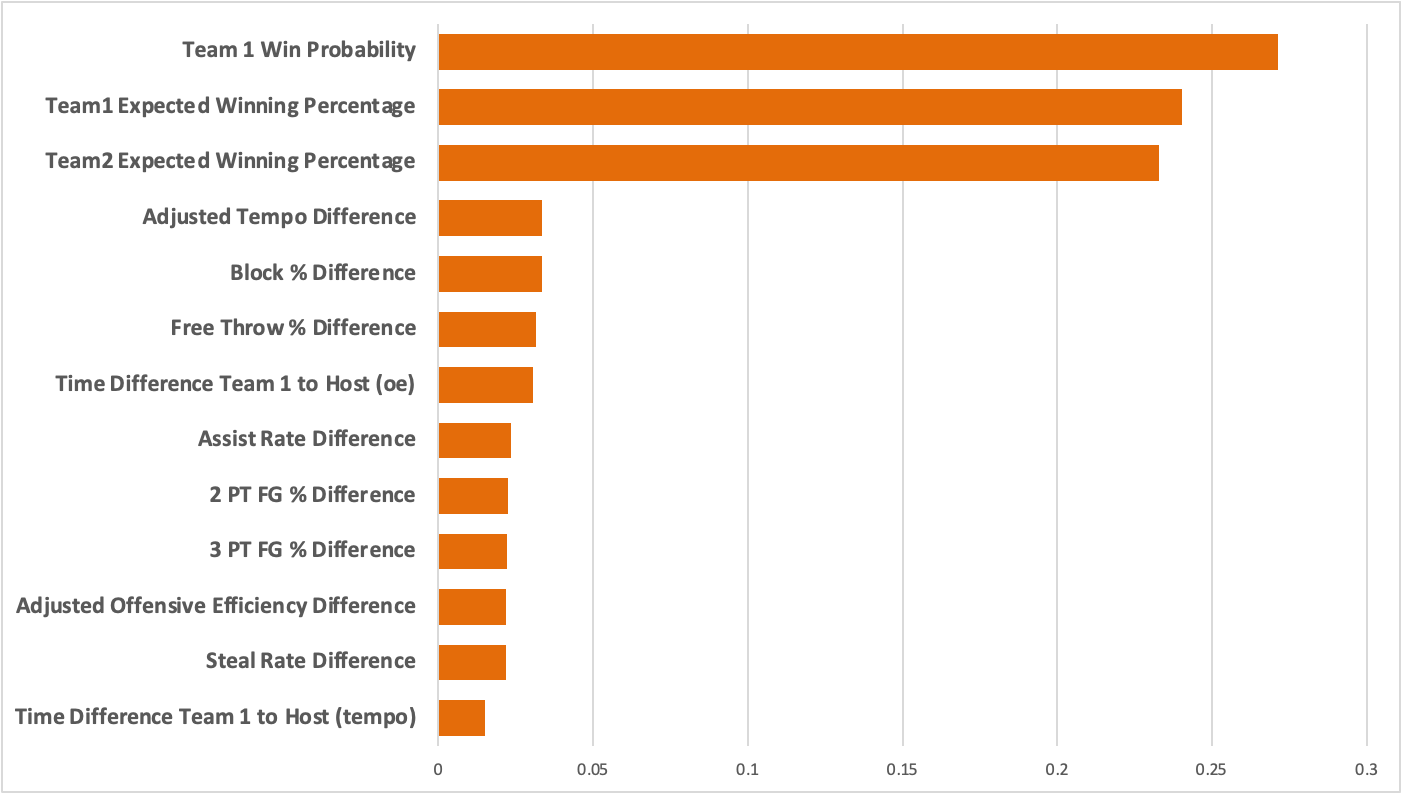 Team 1 Win Probability
Team1 Expected Winning Percentage
Team2 Expected Winning Percentage
Adjusted Tempo Difference
Block % Difference
Free Throw % Difference
Time Difference Team 1 to Host (oe)
Assist Rate Difference
2 PT FG % Difference
3 PT FG % Difference
Adjusted Offensive Efficiency Difference
Steal Rate Difference
Time Difference Team 1 to Host (tempo)
0 0.05 0.1 0.15 0.2 0.25 0.3